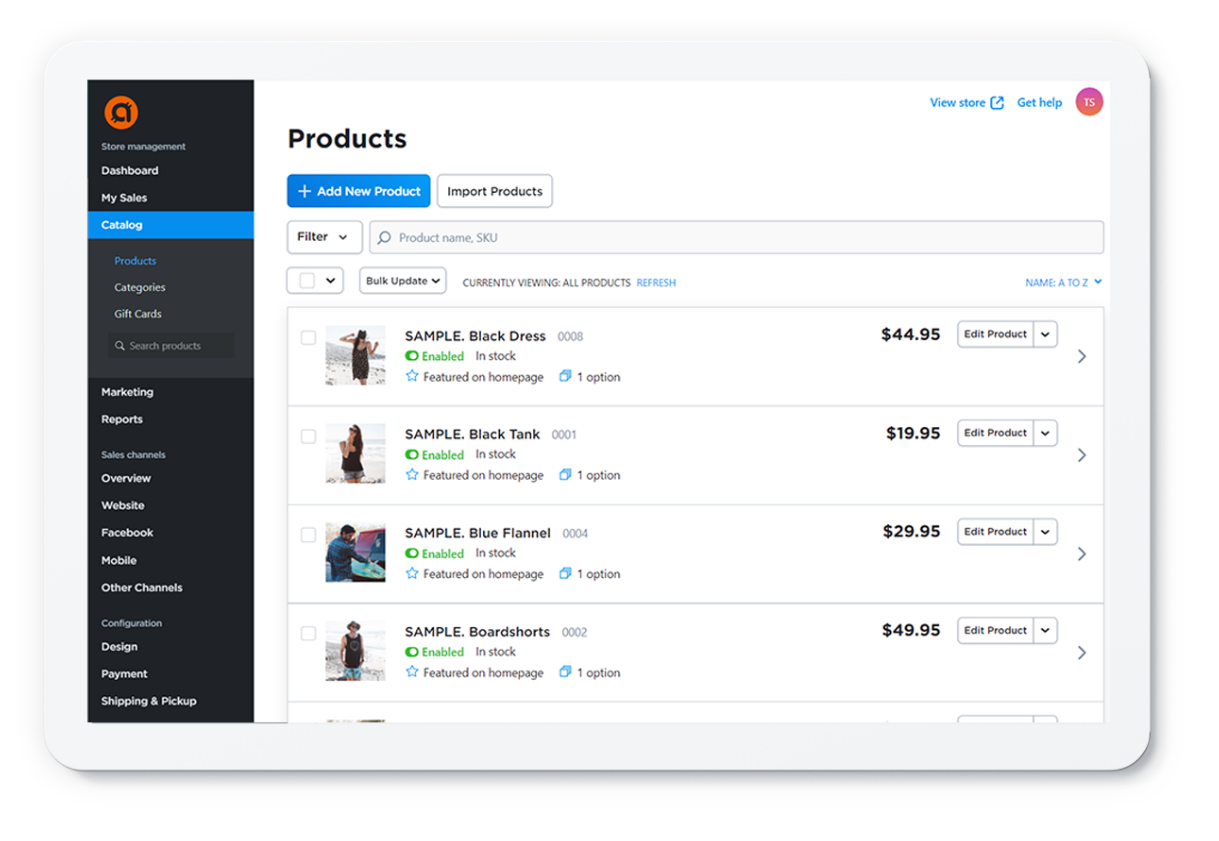 View store Get help TS
Store management
Dashboard
My Sales
Catalog
Products
Categories
Gift Cards
Search products
Marketing
Reports
Sales channels
Overview
Website
Facebook
Mobile
Other Channels
Configuration
Design
Payment
Shipping & Pickup
Products
+ Add New Product Import Products
Filter Product name, SKU
Bulk Update CURRENTLY VIEWING: ALL PRODUCTS REFRESH NAME: A TO Z
SAMPLE. Black Dress 0008 $44.95 Edit Product
Enabled In stock
Featured on homepage 1 option
SAMPLE. Black Tank 0001 $19.95 Edit Product
Enabled In stock
Featured on homepage 1 option
SAMPLE. Blue Flannel 0004 $29.95 Edit Product
Enabled In stock
Featured on homepage 1 option
SAMPLE. Boardshorts 0002 $49.95 Edit Product
Enabled In stock
Featured on homepage 1 option